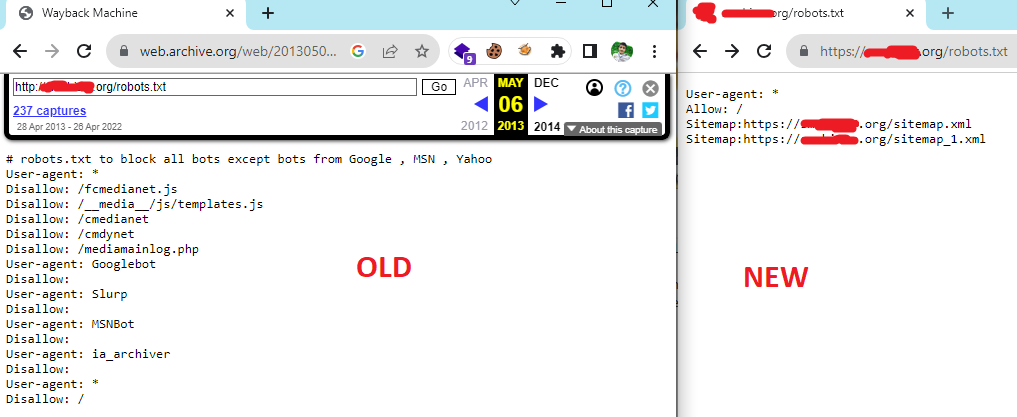 Wayback Machine
org/robots.txt
web.archive.org/web/2013050...
https://
.org/robots.txt
9
http:
org/robots.txt
Go
APR
MAY
DEC
237 captures
06
28 Apr 2013 - 26 Apr 2022
2012
2013
2014
About this capture
# robots.txt to block all bots except bots from Google , MSN , Yahoo
User-agent: *
Disallow: /fcmedianet.js
Disallow: /__media__/js/templates.js
Disallow: /cmedianet
Disallow: /cmdynet
Disallow: /mediamainlog.php
User-agent: Googlebot
Disallow:
User-agent: Slurp
Disallow:
User-agent: MSNBot
Disallow:
User-agent: ia_archiver
Disallow:
User-agent: *
Disallow: /
OLD
User-agent: *
Allow: /
Sitemap:https://
.org/sitemap.xml
Sitemap:https://
.org/sitemap_1.xml
NEW